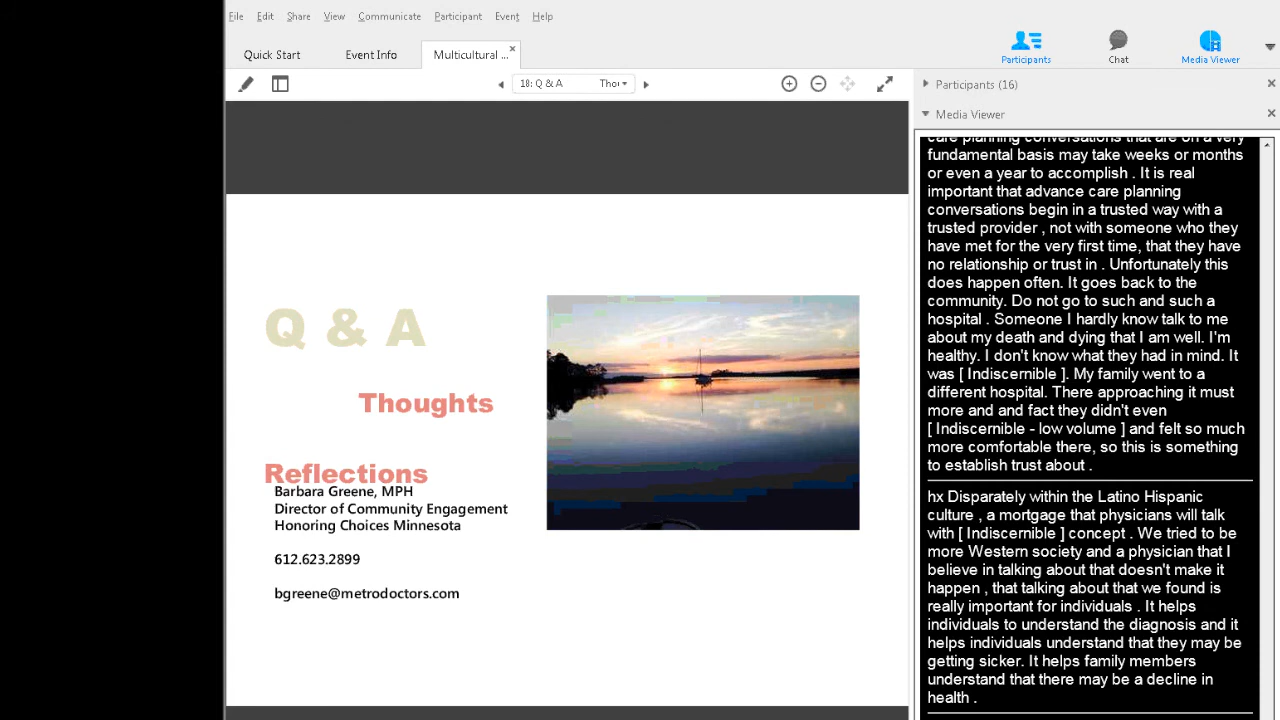 File Edit Share View Communicate Participant Event Help
Quick Start Event Info Multicultural ...
Participants Chat Media Viewer
18: Q & A Tho
Participants (16)
Media Viewer
Q & A
Thoughts
Reflections
Barbara Greene, MPH
Director of Community Engagement
Honoring Choices Minnesota
612.623.2899
bgreene@metrodoctors.com
care planning conversations that are on a very
fundamental basis may take weeks or months
or even a year to accomplish . It is real
important that advance care planning
conversations begin in a trusted way with a
trusted provider , not with someone who they
have met for the very first time, that they have
no relationship or trust in . Unfortunately this
does happen often. It goes back to the
community. Do not go to such and such a
hospital . Someone I hardly know talk to me
about my death and dying that I am well. I'm
healthy. I don't know what they had in mind. It
was [ Indiscernible ]. My family went to a
different hospital. There approaching it must
more and and fact they didn't even
[ Indiscernible - low volume ] and felt so much
more comfortable there, so this is something
to establish trust about .
hx Disparately within the Latino Hispanic
culture , a mortgage that physicians will talk
with [ Indiscernible ] concept . We tried to be
more Western society and a physician that I
believe in talking about that doesn't make it
happen , that talking about that we found is
really important for individuals . It helps
individuals to understand the diagnosis and it
helps individuals understand that they may be
getting sicker. It helps family members
understand that there may be a decline in
health .